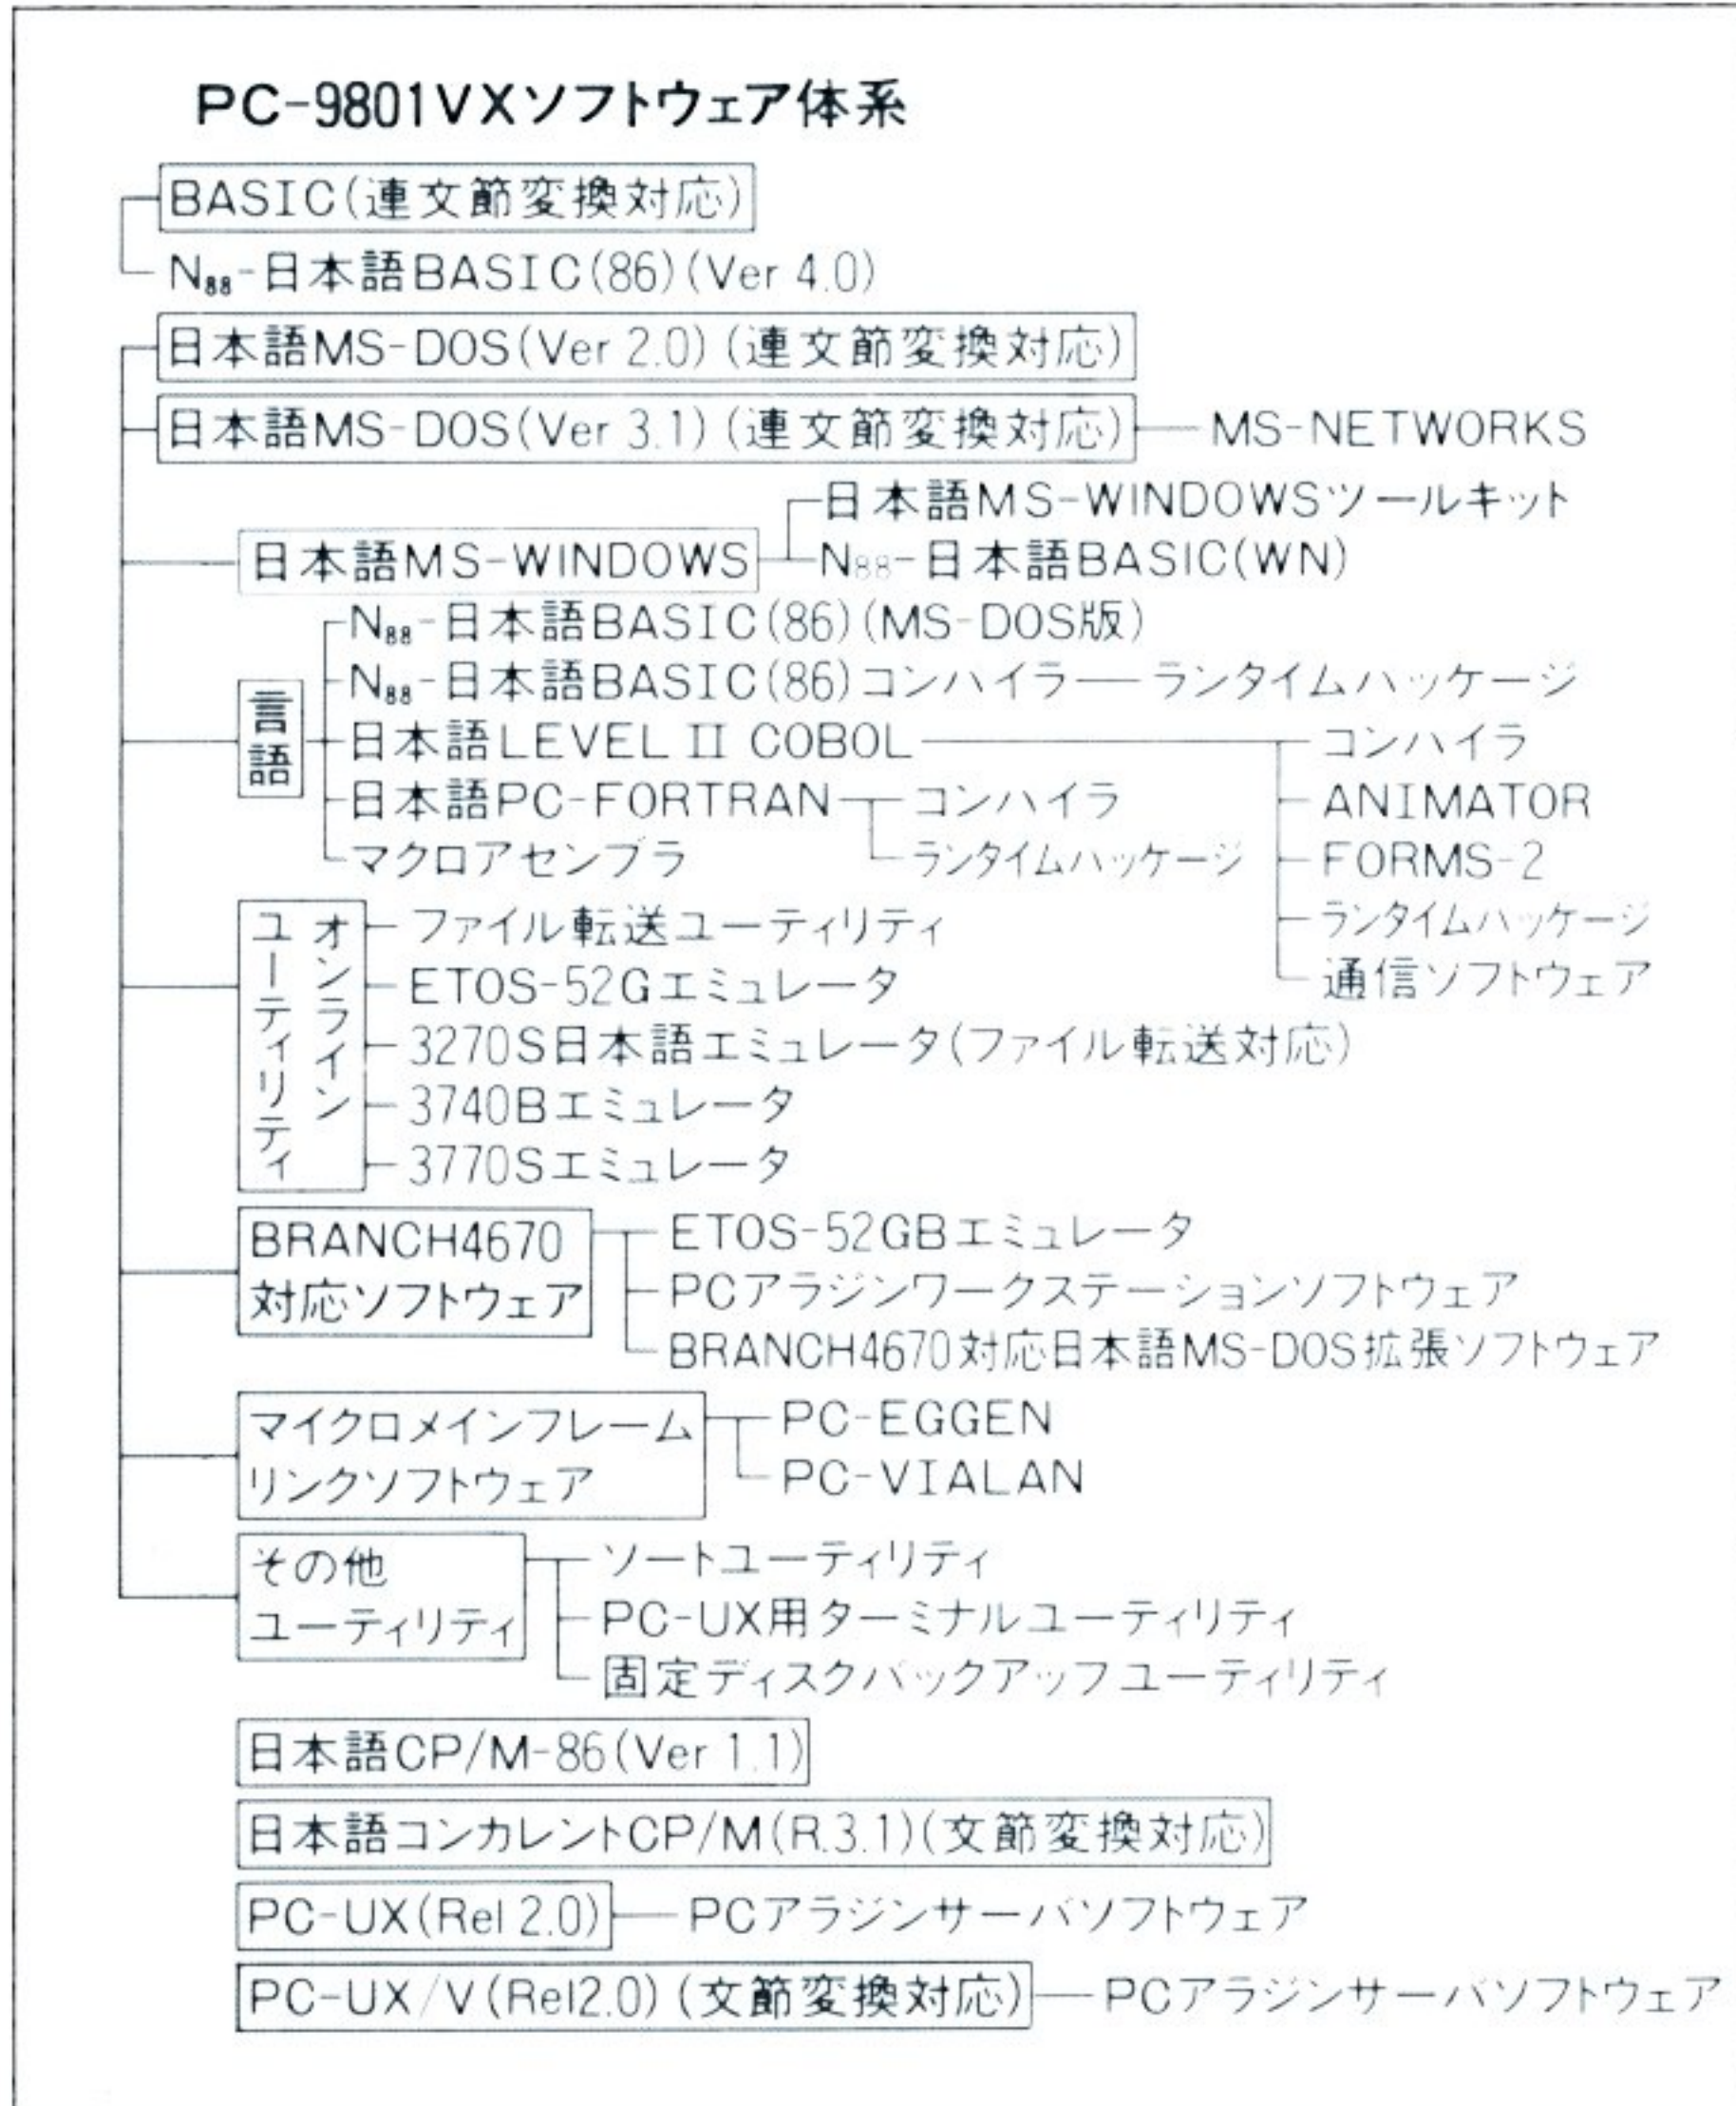 PC-9801VXソフトウェア体系
BASIC(連文節変換対応)
N88-日本語BASIC(86)(Ver 4.0)
日本語MS-DOS(Ver 2.0)(連文節変換対応)
日本語MS-DOS(Ver 3.1)(連文節変換対応) MS-NETWORKS
日本語MS-WINDOWSツールキット
日本語MS-WINDOWS N88-日本語BASIC(WN)
言語
N88-日本語BASIC(86)(MS-DOS版)
N88-日本語BASIC(86)コンハイラ ランタイムハッケージ
日本語LEVEL II COBOL コンハイラ
日本語PC-FORTRAN コンハイラ ANIMATOR
マクロアセンブラ ランタイムハッケージ FORMS-2
ランタイムハッケージ
通信ソフトウェア
オンライン
ユーティリティ
ファイル転送ユーティリティ
ETOS-52Gエミュレータ
3270S日本語エミュレータ(ファイル転送対応)
3740Bエミュレータ
3770Sエミュレータ
BRANCH4670
対応ソフトウェア
ETOS-52GBエミュレータ
PCアラジンワークステーションソフトウェア
BRANCH4670対応日本語MS-DOS拡張ソフトウェア
マイクロメインフレーム
リンクソフトウェア
PC-EGGEN
PC-VIALAN
その他
ユーティリティ
ソートユーティリティ
PC-UX用ターミナルユーティリティ
固定ディスクバックアッフユーティリティ
日本語CP/M-86(Ver 1.1)
日本語コンカレントCP/M(R.3.1)(文節変換対応)
PC-UX(Rel 2.0) PCアラジンサーバソフトウェア
PC-UX/V(Rel2.0)(文節変換対応) PCアラジンサーバソフトウェア